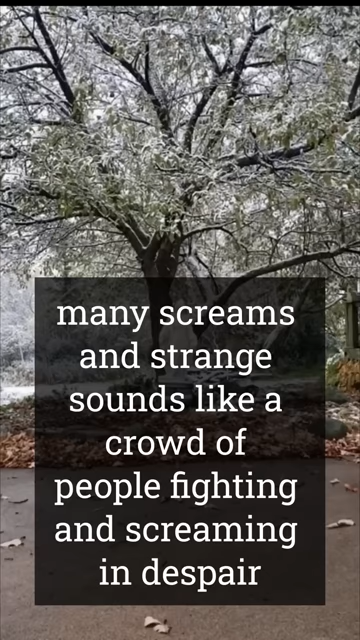 many screams
and strange
sounds like a
crowd of
people fighting
and screaming
in despair